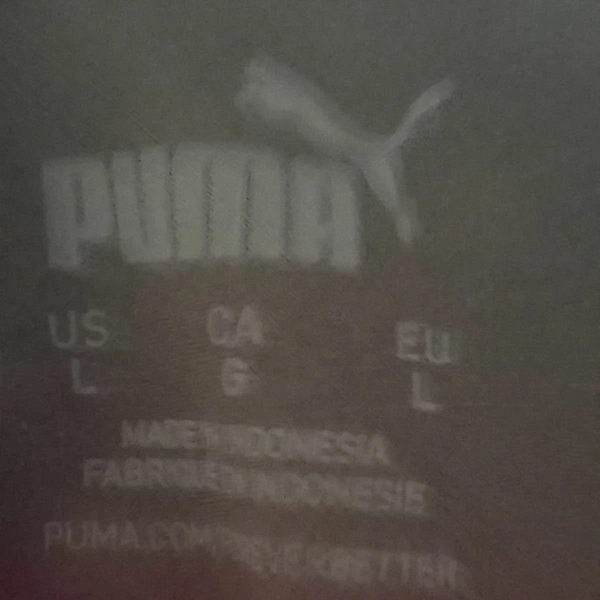 PUMA
US CA EU
L G L
MADE IN INDONESIA
FABRIQUÉ EN INDONÉSIE
PUMA.COM/FOREVERBETTER